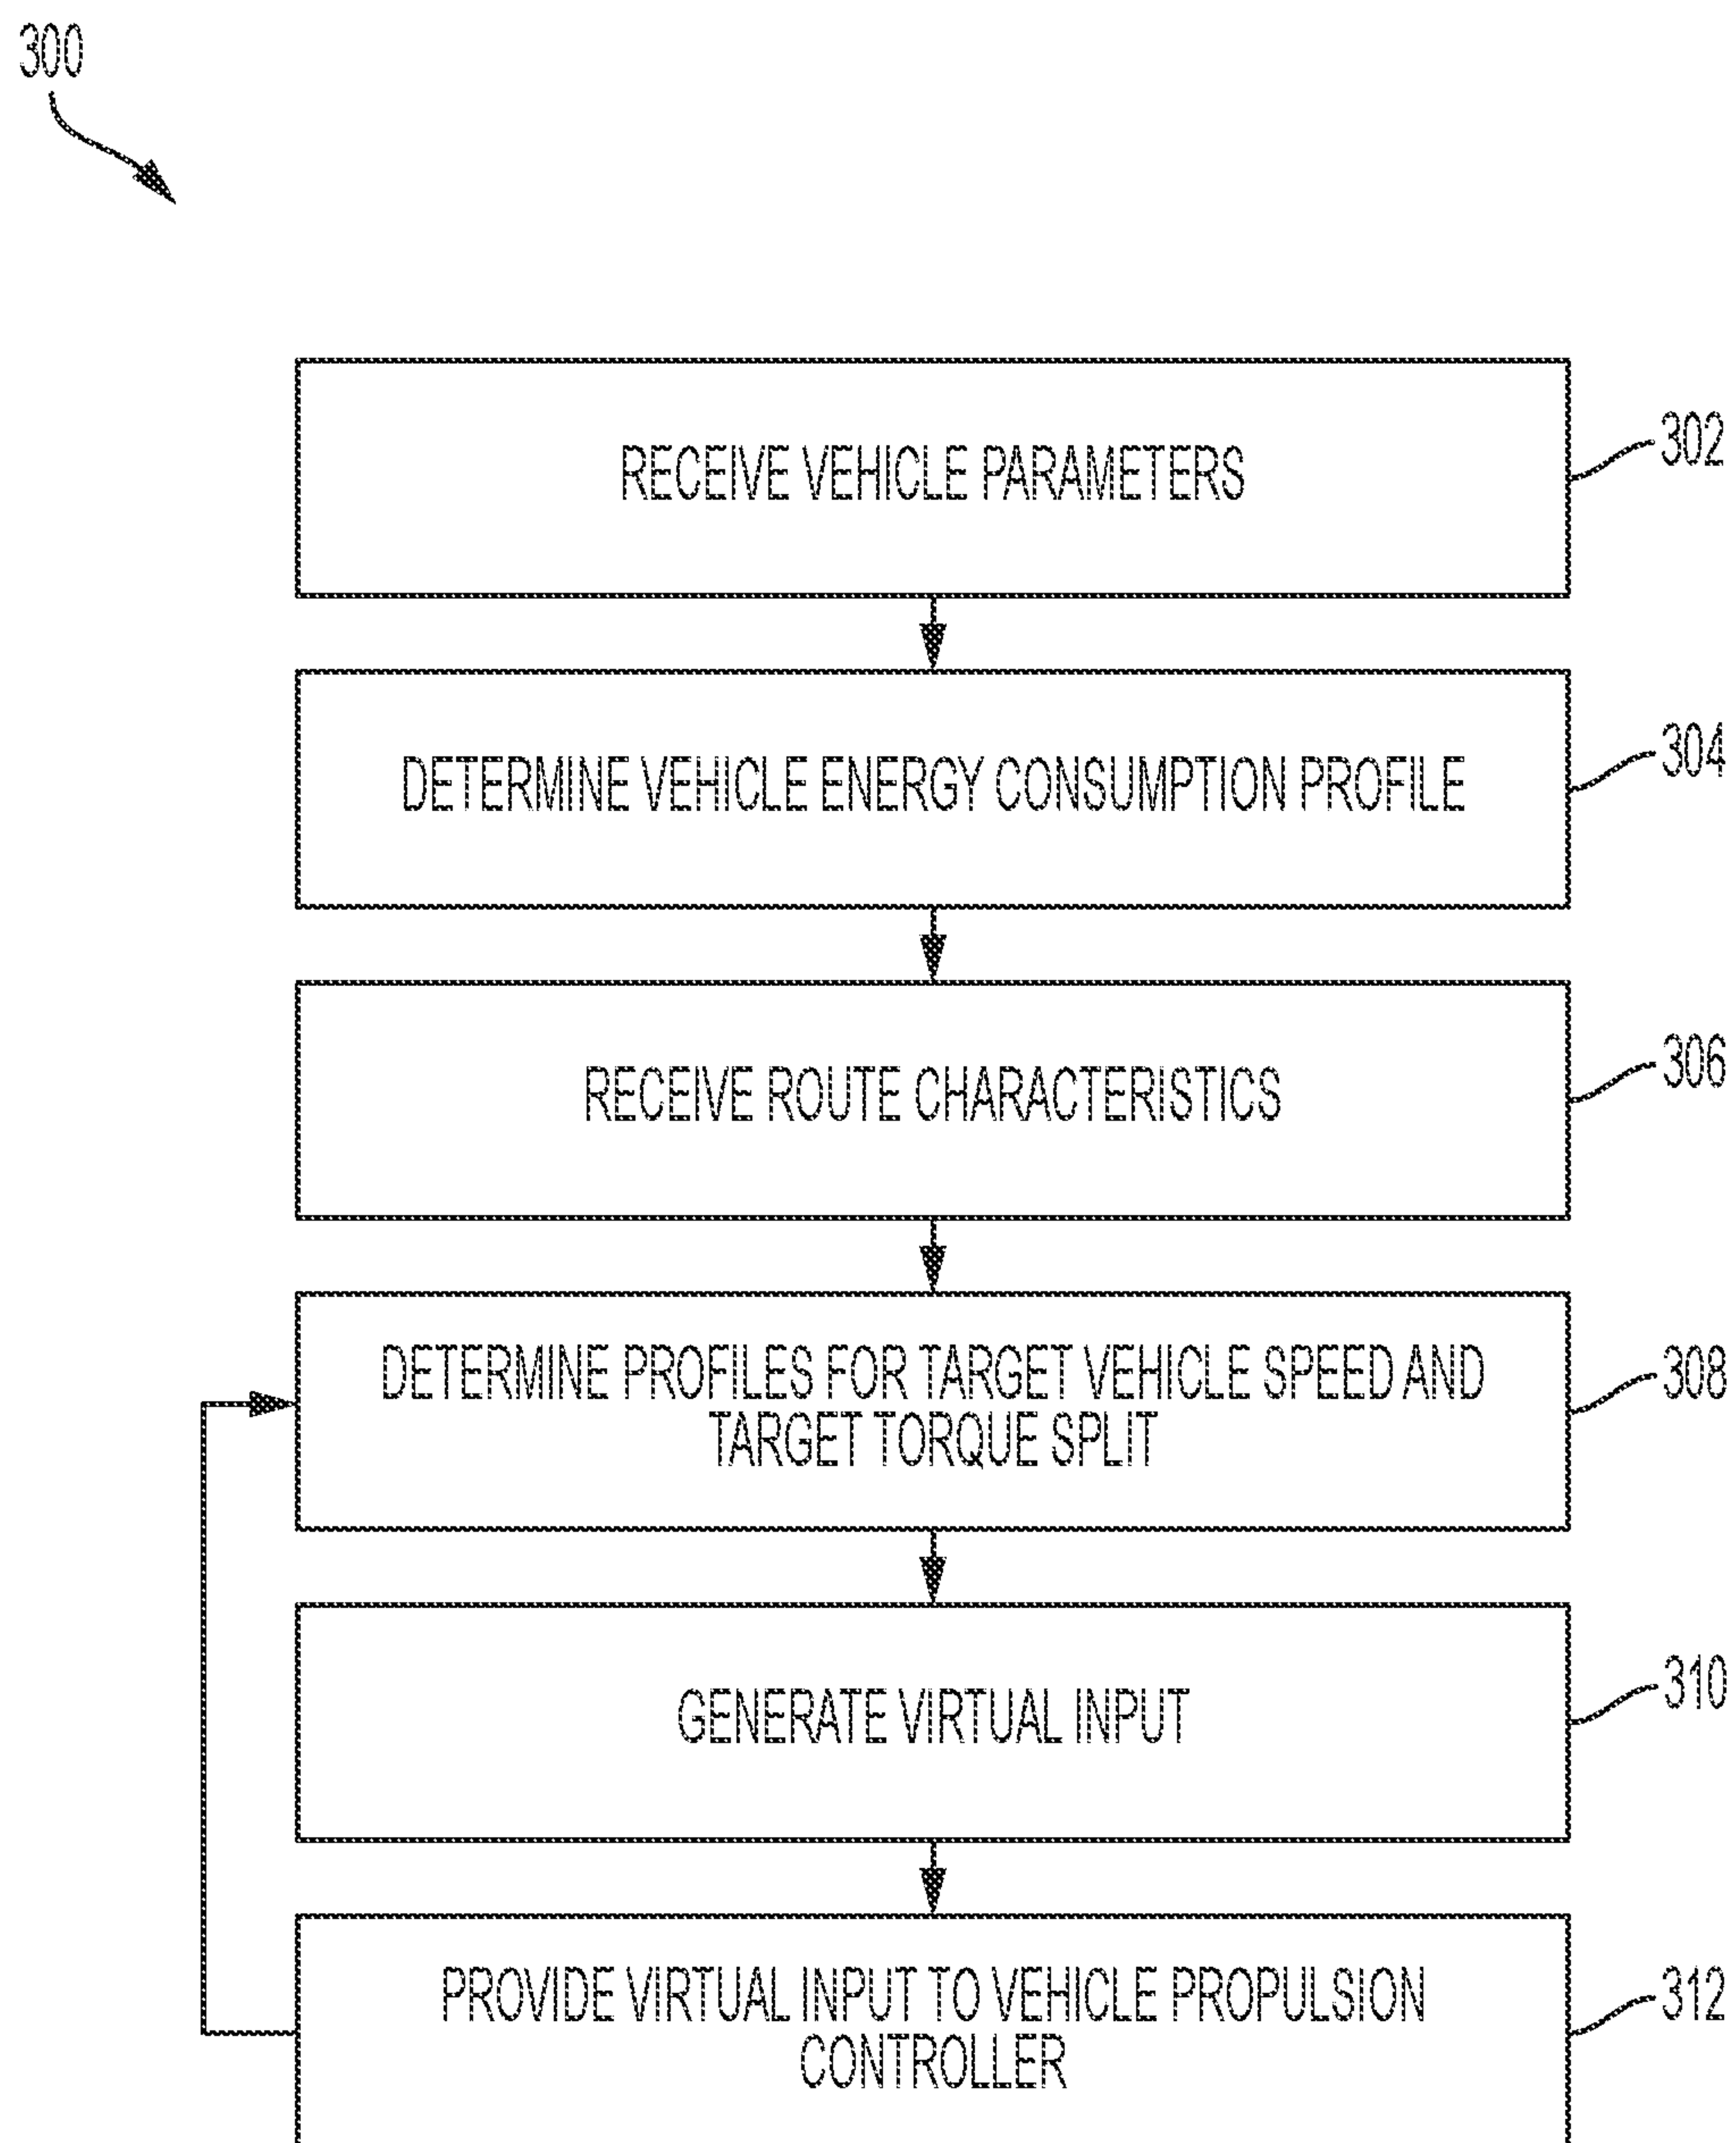 300
RECEIVE VEHICLE PARAMETERS
302
DETERMINE VEHICLE ENERGY CONSUMPTION PROFILE
304
RECEIVE ROUTE CHARACTERISTICS
306
DETERMINE PROFILES FOR TARGET VEHICLE SPEED AND
TARGET TORQUE SPLIT
308
GENERATE VIRTUAL INPUT
310
PROVIDE VIRTUAL INPUT TO VEHICLE PROPULSION
CONTROLLER
312